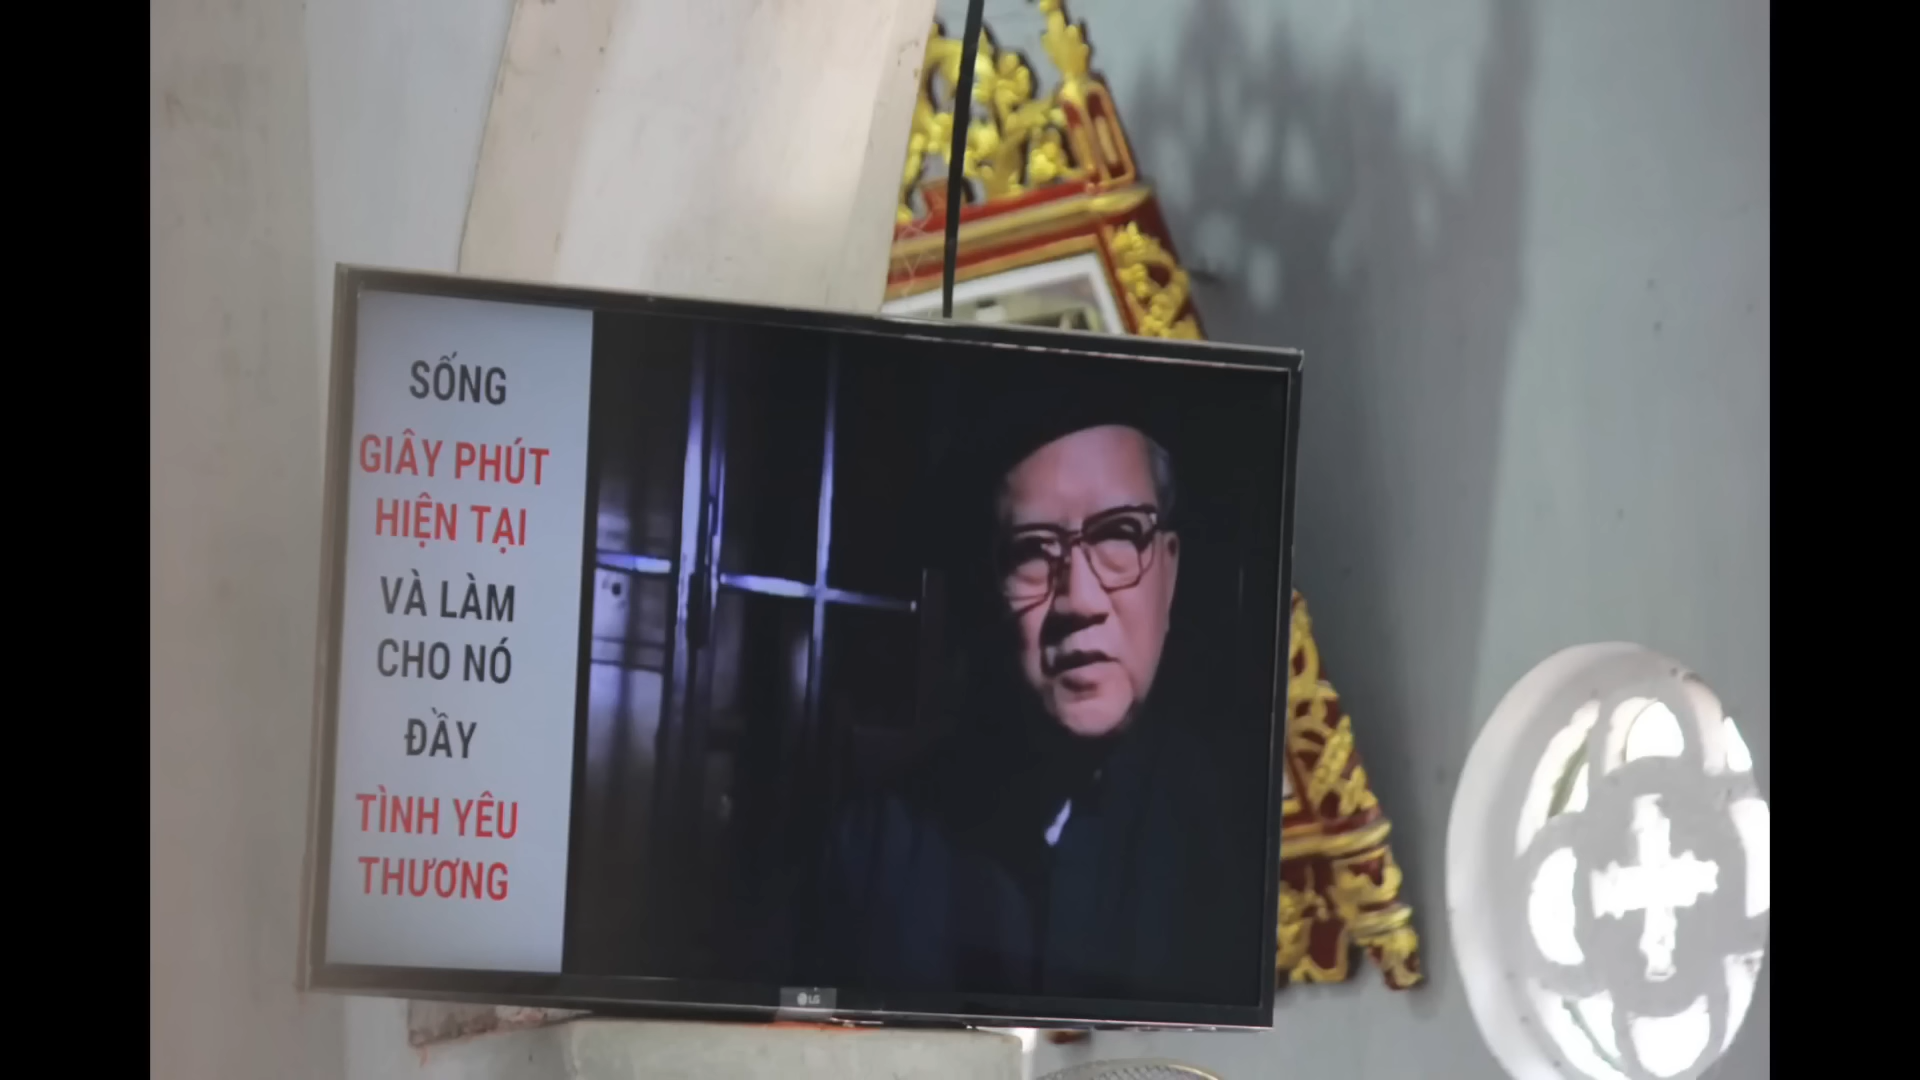 SỐNG
GIÂY PHÚT
HIỆN TẠI
VÀ LÀM
CHO NÓ
ĐẦY
TÌNH YÊU
THƯƠNG
LG